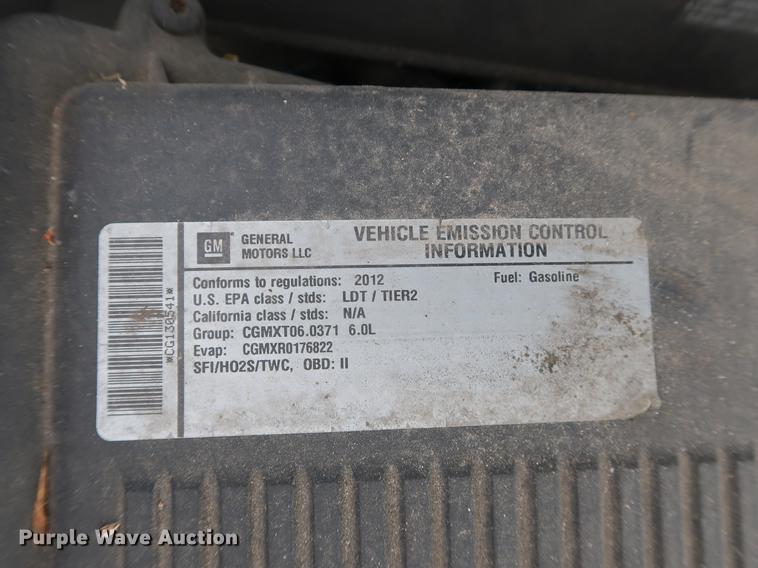 GM
GENERAL
MOTORS LLC
VEHICLE EMISSION CONTROL
INFORMATION
Conforms to regulations: 2012 Fuel: Gasoline
U.S. EPA class / stds: LDT / TIER2
California class / stds: N/A
Group: CGMXT06.0371 6.0L
Evap: CGMXR0176822
SFI/HO2S/TWC, OBD: II
*CG130541*
Purple Wave Auction